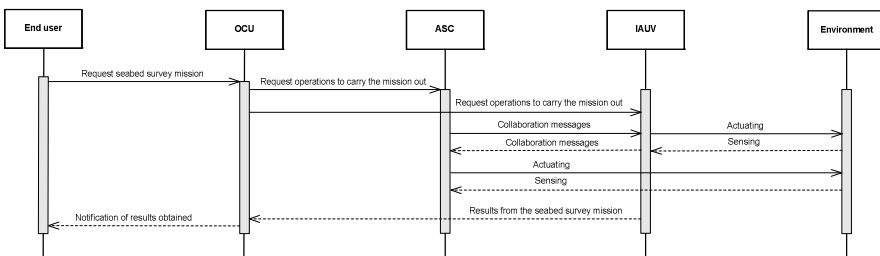 End user
OCU
ASC
IAUV
Environment
Request seabed survey mission
Request operations to carry the mission out
Request operations to carry the mission out
Collaboration messages
Actuating
Collaboration messages
Sensing
Actuating
Sensing
Results from the seabed survey mission
Notification of results obtained